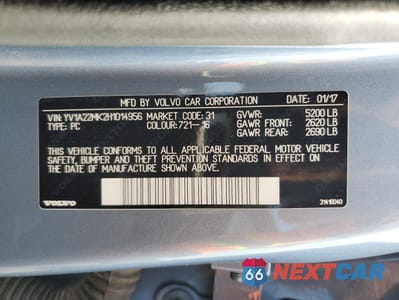 MFD BY VOLVO CAR CORPORATION DATE: 01/17
VIN: YV1A22MK2H1014956 MARKET CODE: 31 GVWR: 5200 LB
TYPE: PC COLOUR: 721-16 GAWR FRONT: 2620 LB
GAWR REAR: 2690 LB
THIS VEHICLE CONFORMS TO ALL APPLICABLE FEDERAL MOTOR VEHICLE
SAFETY, BUMPER AND THEFT PREVENTION STANDARDS IN EFFECT ON
THE DATE OF MANUFACTURE SHOWN ABOVE.
VOLVO
31419340
66 NEXTCAR